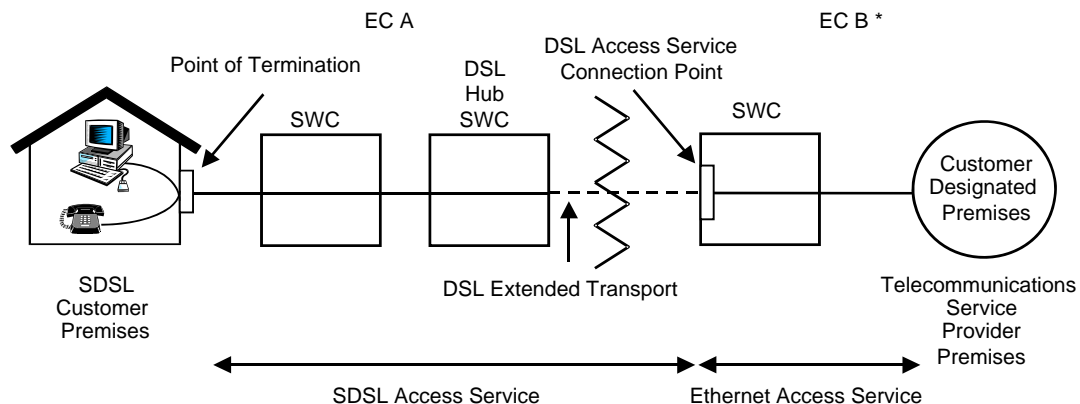 EC A
EC B *
Point of Termination
DSL
Hub
SWC
DSL Access Service
Connection Point
SWC
SWC
Customer
Designated
Premises
SDSL
Customer
Premises
DSL Extended Transport
Telecommunications
Service
Provider
Premises
SDSL Access Service
Ethernet Access Service